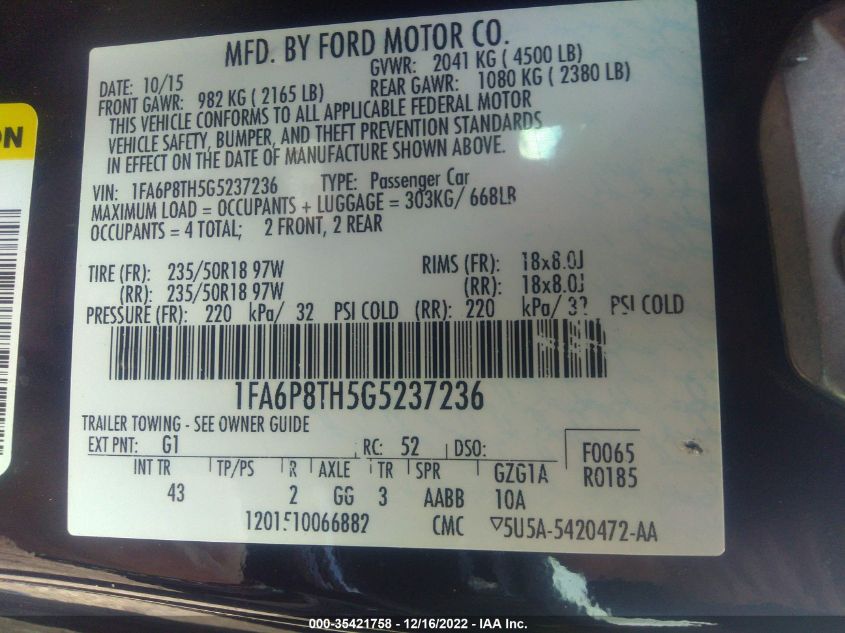 MFD. BY FORD MOTOR CO.
DATE: 10/15 GVWR: 2041 KG ( 4500 LB)
FRONT GAWR: 982 KG ( 2165 LB) REAR GAWR: 1080 KG ( 2380 LB)
THIS VEHICLE CONFORMS TO ALL APPLICABLE FEDERAL MOTOR
VEHICLE SAFETY, BUMPER, AND THEFT PREVENTION STANDARDS
IN EFFECT ON THE DATE OF MANUFACTURE SHOWN ABOVE.
VIN: 1FA6P8TH5G5237236 TYPE: Passenger Car
MAXIMUM LOAD = OCCUPANTS + LUGGAGE = 303KG/ 668LB
OCCUPANTS = 4 TOTAL; 2 FRONT, 2 REAR
TIRE (FR): 235/50R18 97W RIMS (FR): 18x8.0J
(RR): 235/50R18 97W (RR): 18x8.0J
PRESSURE (FR): 220 kPa/ 32 PSI COLD (RR): 220 kPa/ 32 PSI COLD
1FA6P8TH5G5237236
TRAILER TOWING - SEE OWNER GUIDE
EXT PNT: G1 RC: 52 DSO: F0065
INT TR TP/PS R AXLE TR SPR GZG1A R0185
43 2 GG 3 AABB 10A
1201510066882 CMC ▽5U5A-5420472-AA
ON
000-35421758 - 12/16/2022 - IAA Inc.